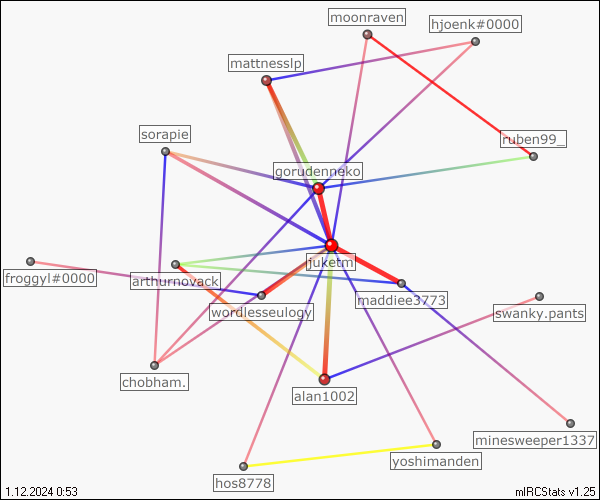 moonraven
hjoenk#0000
mattnesslp
sorapie
ruben99_
gorudenneko
juketm
froggyl#0000
arthurnovack
maddiee3773
wordlesseulogy
swanky.pants
chobham.
alan1002
minesweeper1337
yoshimanden
hos8778
1.12.2024 0:53
mIRCStats v1.25